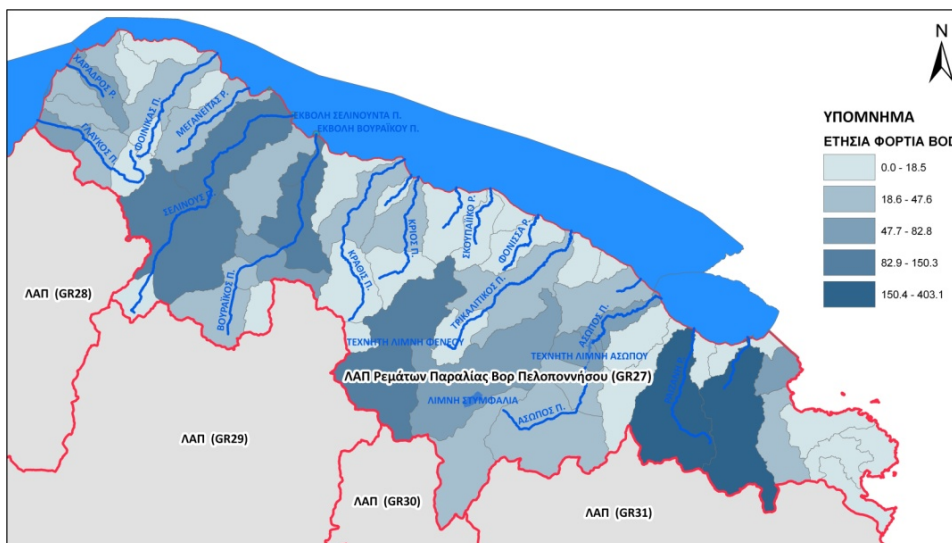 N
ΥΠΟΜΝΗΜΑ
ΕΤΗΣΙΑ ΦΟΡΤΙΑ BOD
0.0 - 18.5
18.6 - 47.6
47.7 - 82.8
82.9 - 150.3
150.4 - 403.1
ΧΑΡΑΔΡΟΣ Ρ.
ΓΛΑΥΚΟΣ Π.
ΦΟΙΝΙΚΑΣ Π.
ΜΕΓΑΝΕΙΤΑΣ Ρ.
ΕΚΒΟΛΗ ΣΕΛΙΝΟΥΝΤΑ Π.
ΕΚΒΟΛΗ ΒΟΥΡΑΪΚΟΥ Π.
ΣΕΛΙΝΟΥΣ Π.
ΒΟΥΡΑΪΚΟΣ Π.
ΚΡΑΘΙΣ Π.
ΚΡΙΟΣ Π.
ΣΚΟΥΠΑΪΙΚΟ Ρ.
ΦΟΝΙΣΣΑ Ρ.
ΤΡΙΚΑΛΙΤΙΚΟΣ Π.
ΑΣΩΠΟΣ Π.
ΤΕΧΝΗΤΗ ΛΙΜΝΗ ΦΕΝΕΟΥ
ΤΕΧΝΗΤΗ ΛΙΜΝΗ ΑΣΩΠΟΥ
ΛΑΠ Ρεμάτων Παραλίας Βορ Πελοποννήσου (GR27)
ΛΙΜΝΗ ΣΤΥΜΦΑΛΙΑ
ΑΣΩΠΟΣ Π.
ΛΑΠ (GR28)
ΛΑΠ (GR29)
ΛΑΠ (GR30)
ΛΑΠ (GR31)